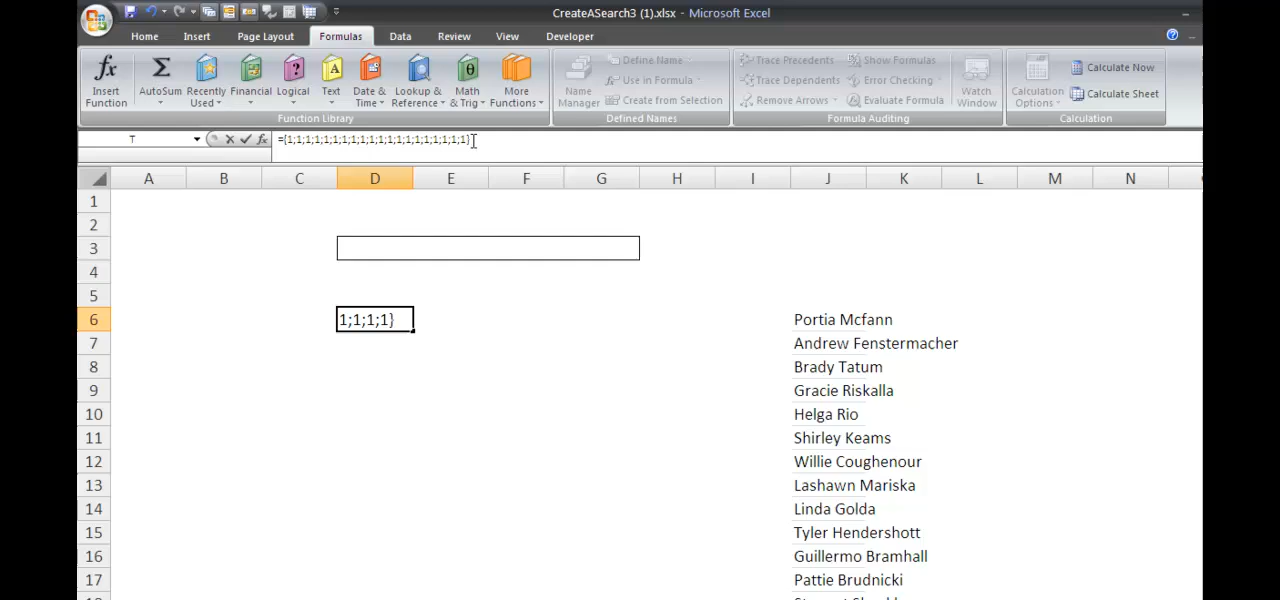 CreateASearch3 (1).xlsx - Microsoft Excel
Home Insert Page Layout Formulas Data Review View Developer
fx Σ ? A θ
Insert Function
AutoSum
Recently Used
Financial
Logical
Text
Date & Time
Lookup & Reference
Math & Trig
More Functions
Function Library
Name Manager
Define Name
Use in Formula
Create from Selection
Defined Names
Trace Precedents
Trace Dependents
Remove Arrows
Show Formulas
Error Checking
Evaluate Formula
Formula Auditing
Watch Window
Calculation Options
Calculate Now
Calculate Sheet
Calculation
T fx ={1;1;1;1;1;1;1;1;1;1;1;1;1;1;1;1;1;1;1;1}
A B C D E F G H I J K L M N
1
2
3
4
5
6 1;1;1;1} Portia Mcfann
7 Andrew Fenstermacher
8 Brady Tatum
9 Gracie Riskalla
10 Helga Rio
11 Shirley Keams
12 Willie Coughenour
13 Lashawn Mariska
14 Linda Golda
15 Tyler Hendershott
16 Guillermo Bramhall
17 Pattie Brudnicki